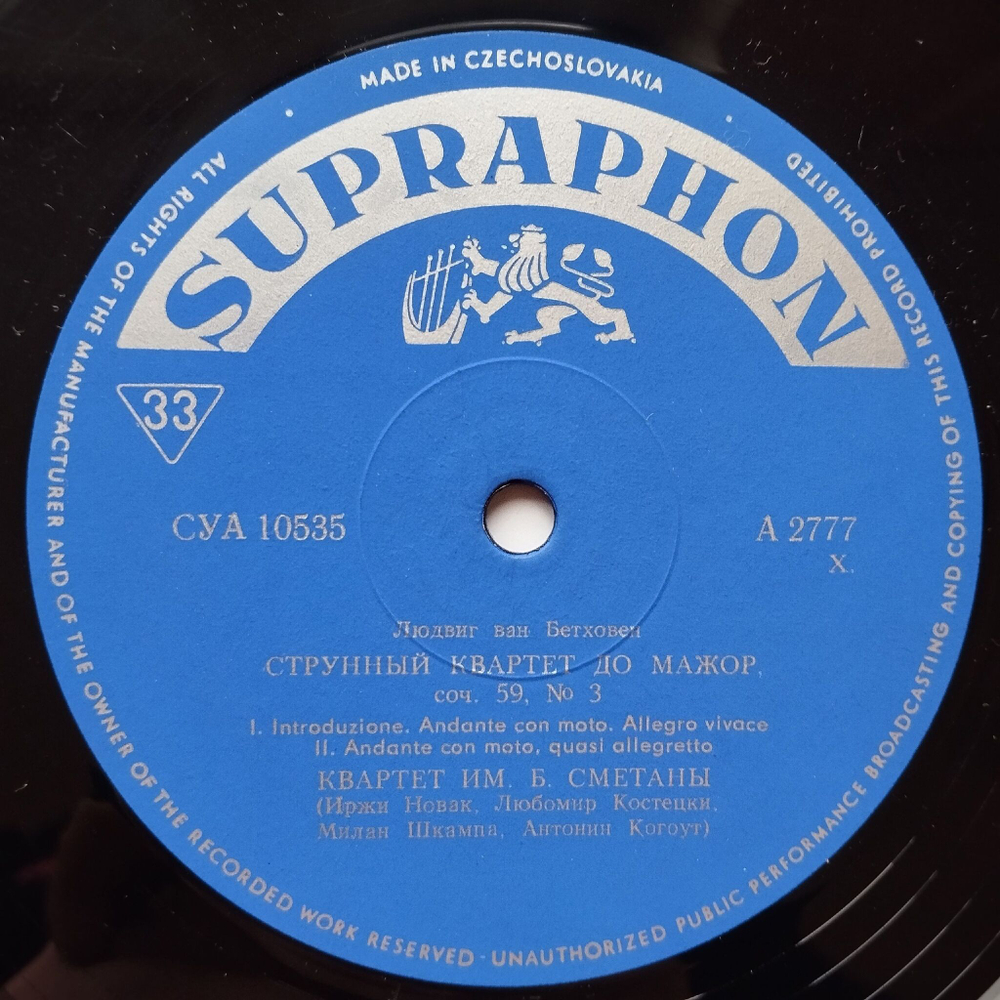 MADE IN CZECHOSLOVAKIA
SUPRAPHON
33
СУА 10535
А 2777
X.
Людвиг ван Бетховен
СТРУННЫЙ КВАРТЕТ ДО МАЖОР,
соч. 59, № 3
I. Introduzione. Andante con moto. Allegro vivace
II. Andante con moto, quasi allegretto
КВАРТЕТ ИМ. Б. СМЕТАНЫ
(Иржи Новак, Любомир Костецки,
Милан Шкампа, Антонин Когоут)
ALL RIGHTS OF THE MANUFACTURER AND OF THE OWNER OF THE RECORDED WORK RESERVED · UNAUTHORIZED PUBLIC PERFORMANCE BROADCASTING AND COPYING OF THIS RECORD PROHIBITED